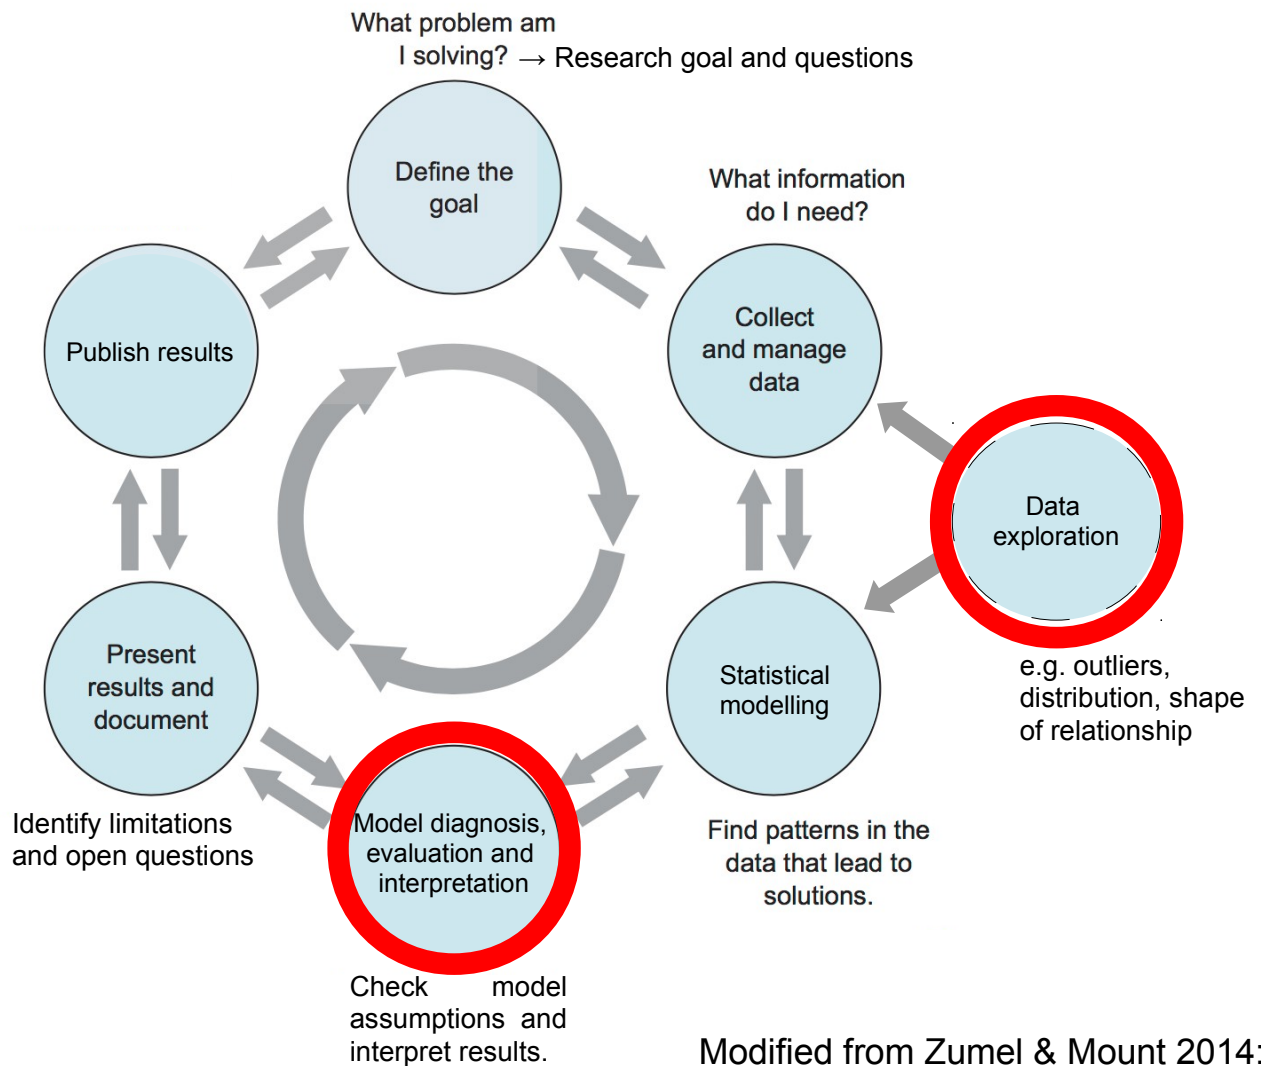 What problem am
I solving? → Research goal and questions
Define the
goal
What information
do I need?
Collect
and manage
data
Publish results
Data
exploration
e.g. outliers,
distribution, shape
of relationship
Statistical
modelling
Find patterns in the
data that lead to
solutions.
Present
results and
document
Identify limitations
and open questions
Model diagnosis,
evaluation and
interpretation
Check model
assumptions and
interpret results.
Modified from Zumel & Mount 2014: